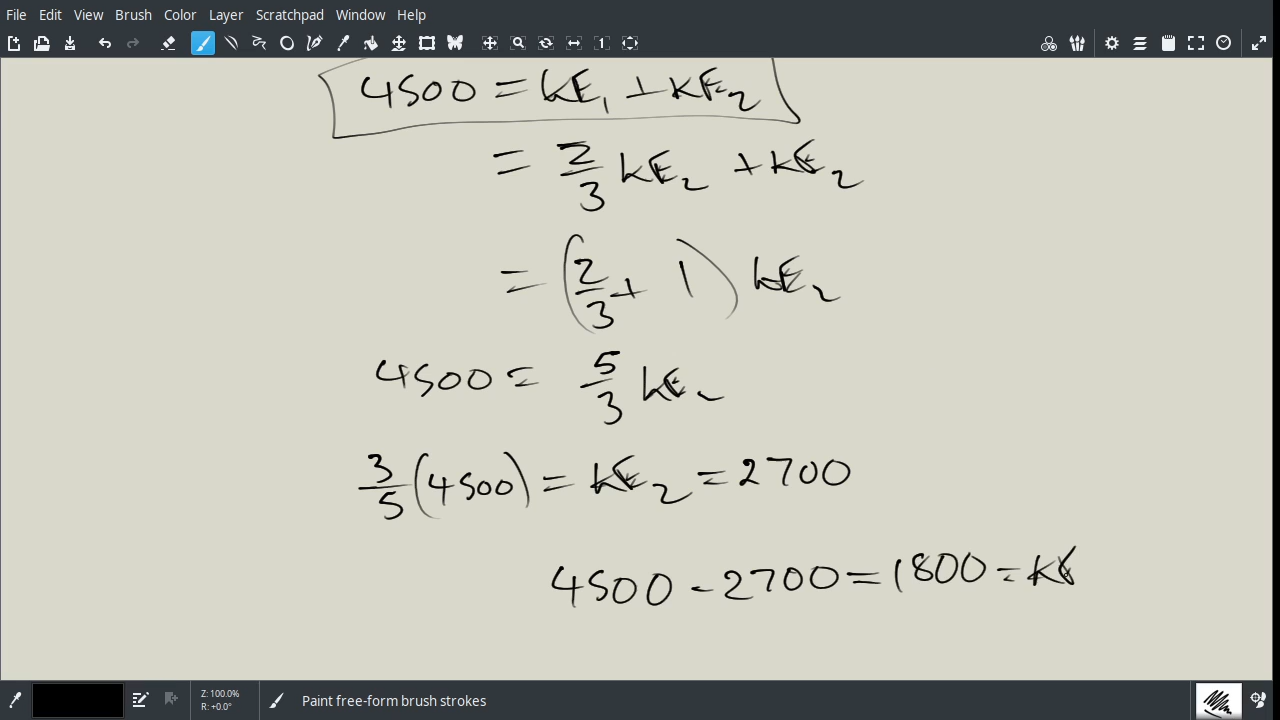 File Edit View Brush Color Layer Scratchpad Window Help
1
4500 = KE₁ + KE₂
= 2/3 KE₂ + KE₂
= (2/3 + 1) KE₂
4500 = 5/3 KE₂
3/5 (4500) = KE₂ = 2700
4500 - 2700 = 1800 = KE
Z: 100.0%
R: +0.0°
Paint free-form brush strokes